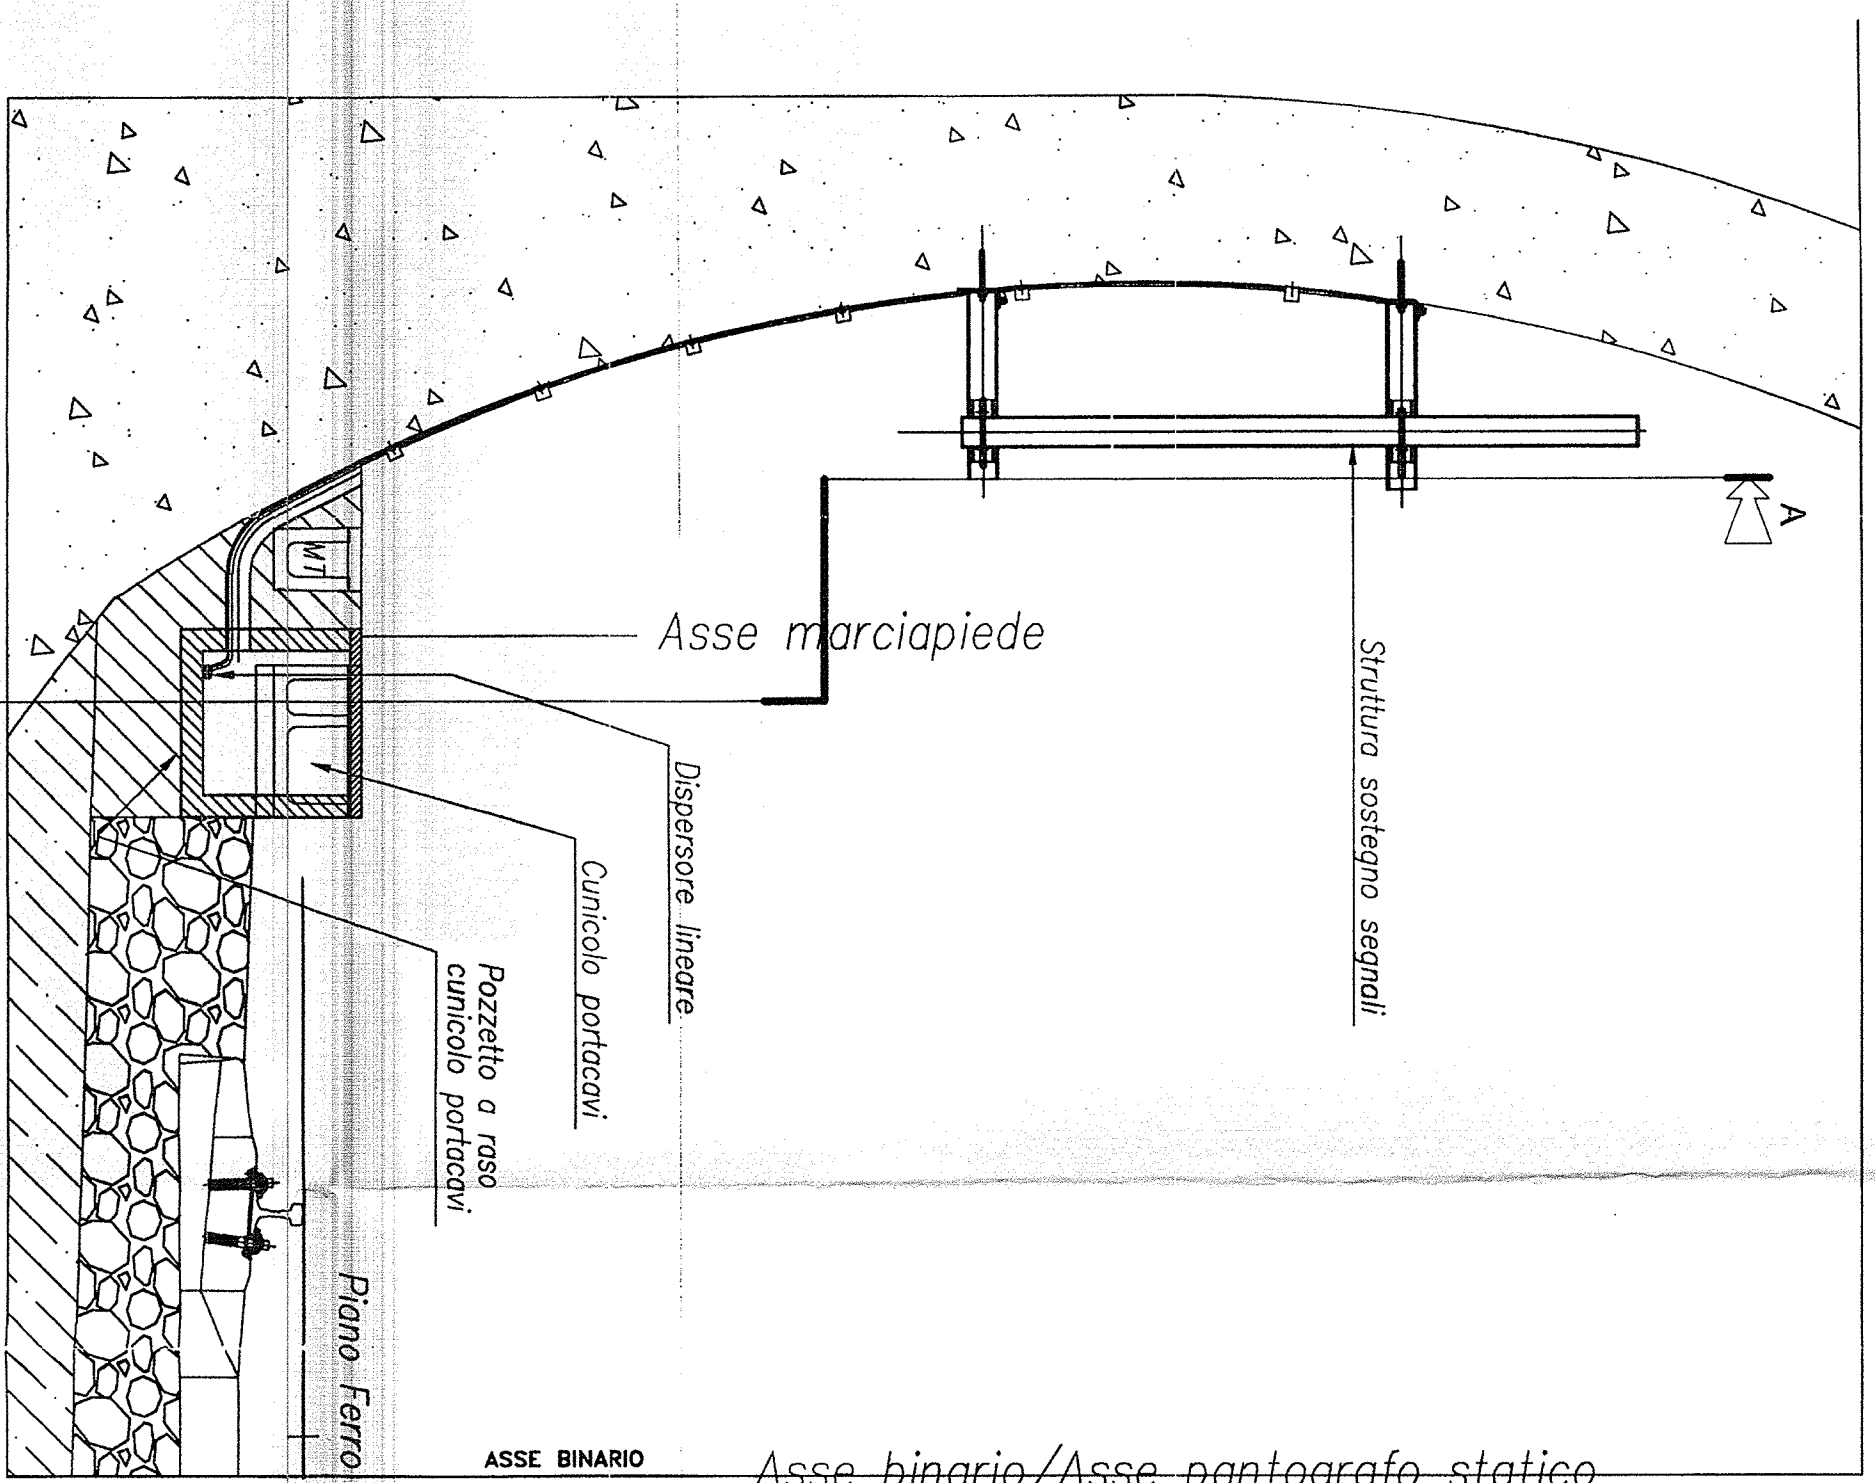 A
MT
Asse marciapiede
Struttura sostegno segnali
Dispersore lineare
Cunicolo portacavi
Pozzetto a raso
cunicolo portacavi
Piano Ferro
ASSE BINARIO
Asse binario/Asse pantografo statico